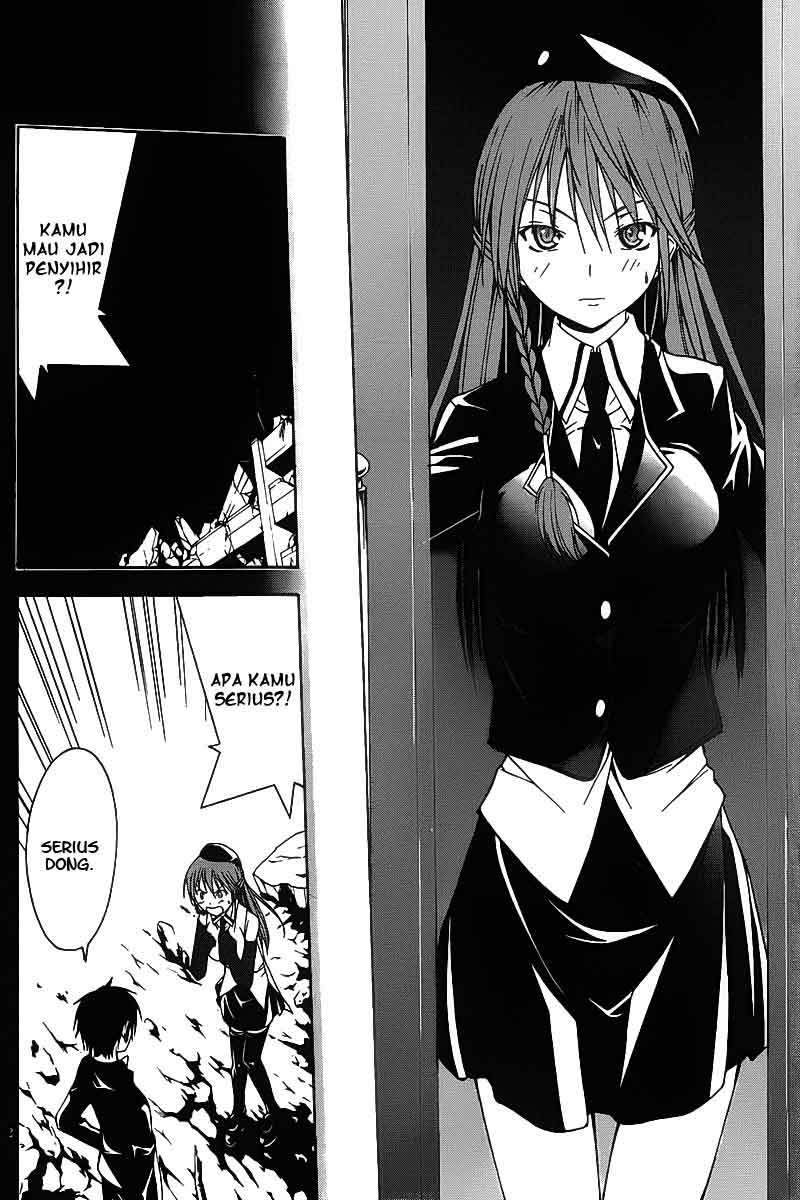 KAMU
MAU JADI
PENYIHIR
?!
APA KAMU
SERIUS?!
SERIUS
DONG.